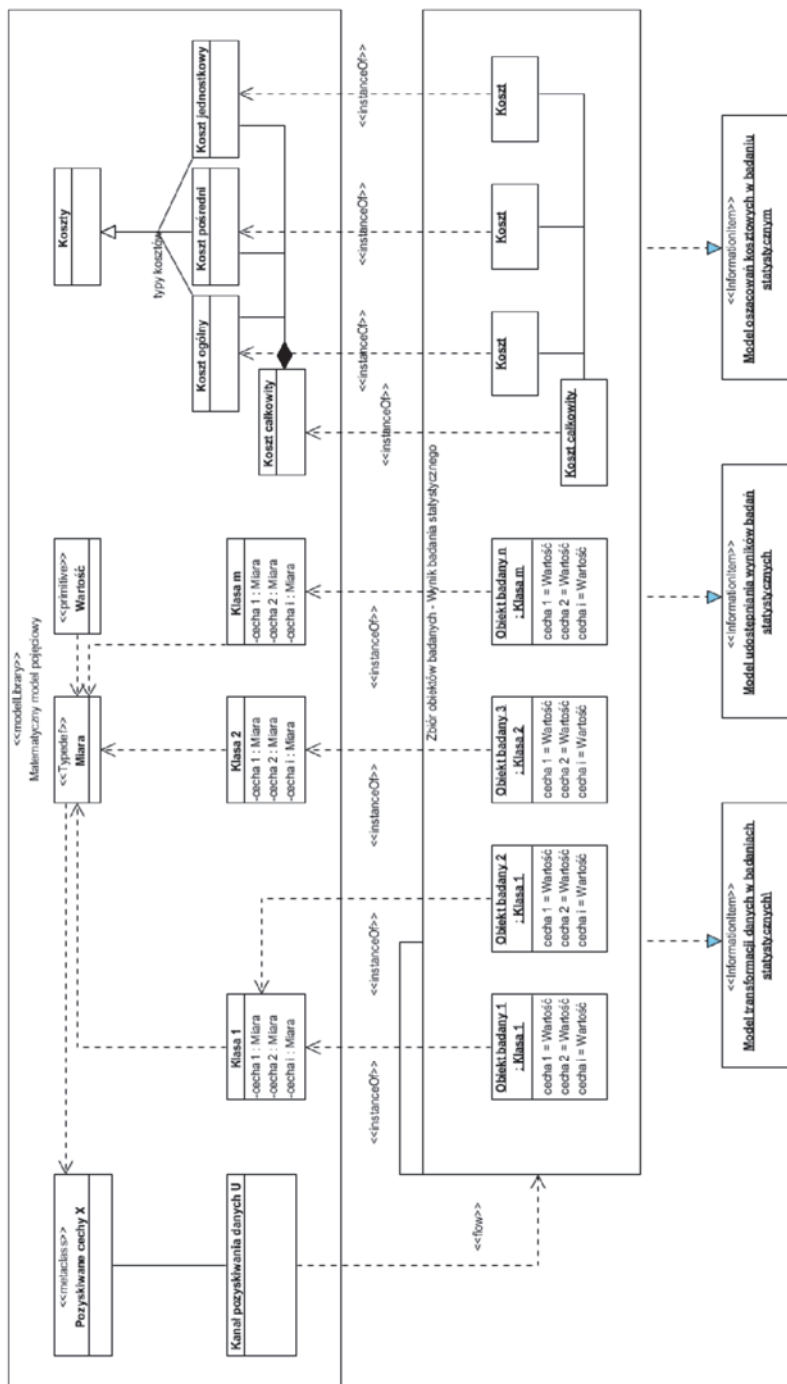 <<modelLibrary>>
Matematyczny model pojęciowy
<<metaclass>>
Pozyskiwane cechy X
<<Typedef>>
Miara
<<primitive>>
Wartość
Koszty
typy kosztów
Kanał pozyskiwania danych U
Klasa 1
-cecha 1 : Miara
-cecha 2 : Miara
-cecha i : Miara
Klasa 2
-cecha 1 : Miara
-cecha 2 : Miara
-cecha i : Miara
Klasa m
-cecha 1 : Miara
-cecha 2 : Miara
-cecha i : Miara
Koszt ogólny
Koszt pośredni
Koszt jednostkowy
Koszt całkowity
<<instanceOf>>
<<instanceOf>>
<<instanceOf>>
<<instanceOf>>
<<instanceOf>>
<<instanceOf>>
<<instanceOf>>
<<instanceOf>>
<<flow>>
Zbiór obiektów badanych - Wynik badania statystycznego
Obiekt badany 1
: Klasa 1
cecha 1 = Wartość
cecha 2 = Wartość
cecha i = Wartość
Obiekt badany 2
: Klasa 1
cecha 1 = Wartość
cecha 2 = Wartość
cecha i = Wartość
Obiekt badany 3
: Klasa 2
cecha 1 = Wartość
cecha 2 = Wartość
cecha i = Wartość
Obiekt badany n
: Klasa m
cecha 1 = Wartość
cecha 2 = Wartość
cecha i = Wartość
Koszt całkowity
Koszt
Koszt
Koszt
<<InformationItem>>
Model transformacji danych w badaniach
statystycznych\
<<InformationItem>>
Model udostępniania wyników badań
statystycznych
<<InformationItem>>
Model oszacowań kosztowych w badaniu
statystycznym